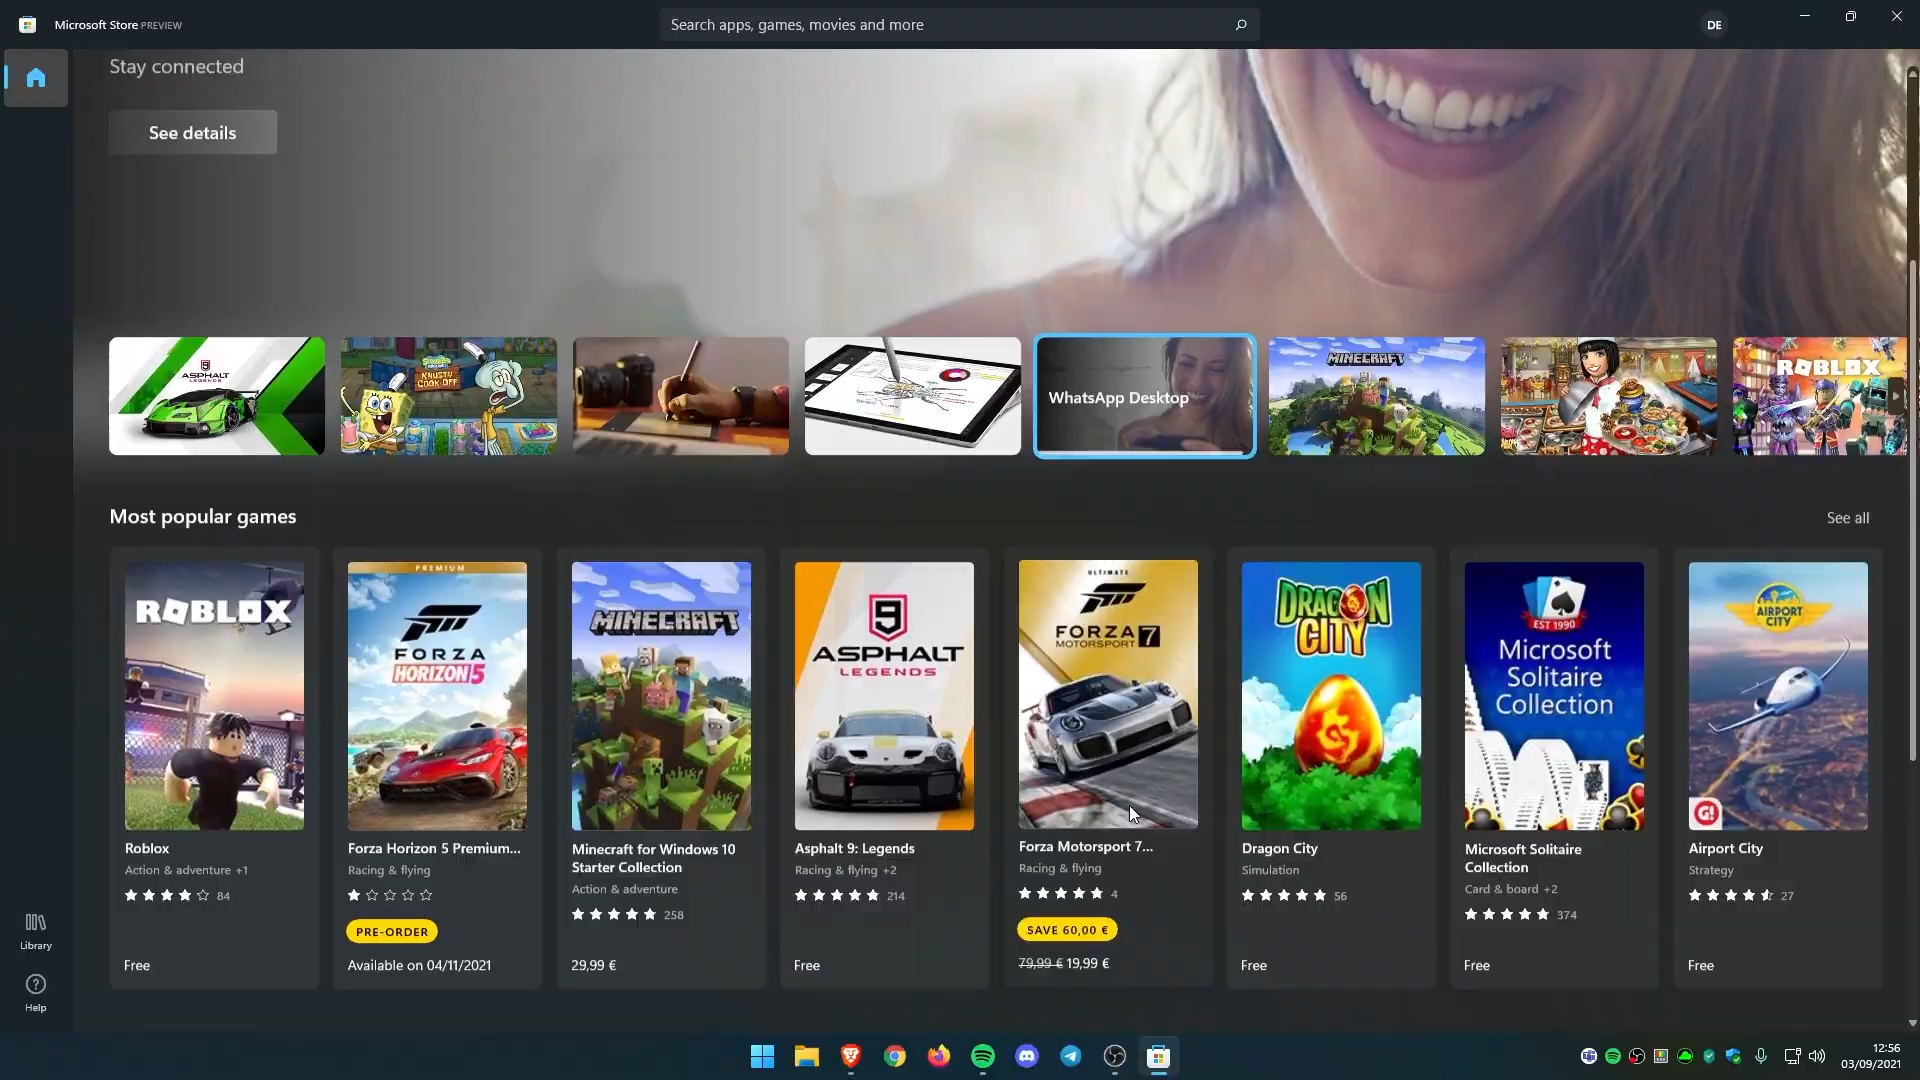 Microsoft Store PREVIEW
Search apps, games, movies and more
DE
Stay connected
See details
ASPHALT
LEGENDS
SpongeBob
KRUSTY
COOK-OFF
WhatsApp Desktop
MINECRAFT
ROBLOX
Most popular games
See all
ROBLOX
PREMIUM
FORZA
HORIZON 5
MINECRAFT
9
ASPHALT
LEGENDS
ULTIMATE
FORZA
MOTORSPORT 7
DRAGON
CITY
EST 1990
Microsoft
Solitaire
Collection
AIRPORT
CITY
G!
Roblox
Action & adventure +1
84
Free
Forza Horizon 5 Premium...
Racing & flying
PRE-ORDER
Available on 04/11/2021
Minecraft for Windows 10
Starter Collection
Action & adventure
258
29,99 €
Asphalt 9: Legends
Racing & flying +2
214
Free
Forza Motorsport 7...
Racing & flying
4
SAVE 60,00 €
79,99 € 19,99 €
Dragon City
Simulation
56
Free
Microsoft Solitaire
Collection
Card & board +2
374
Free
Airport City
Strategy
27
Free
Library
Help
12:56
03/09/2021